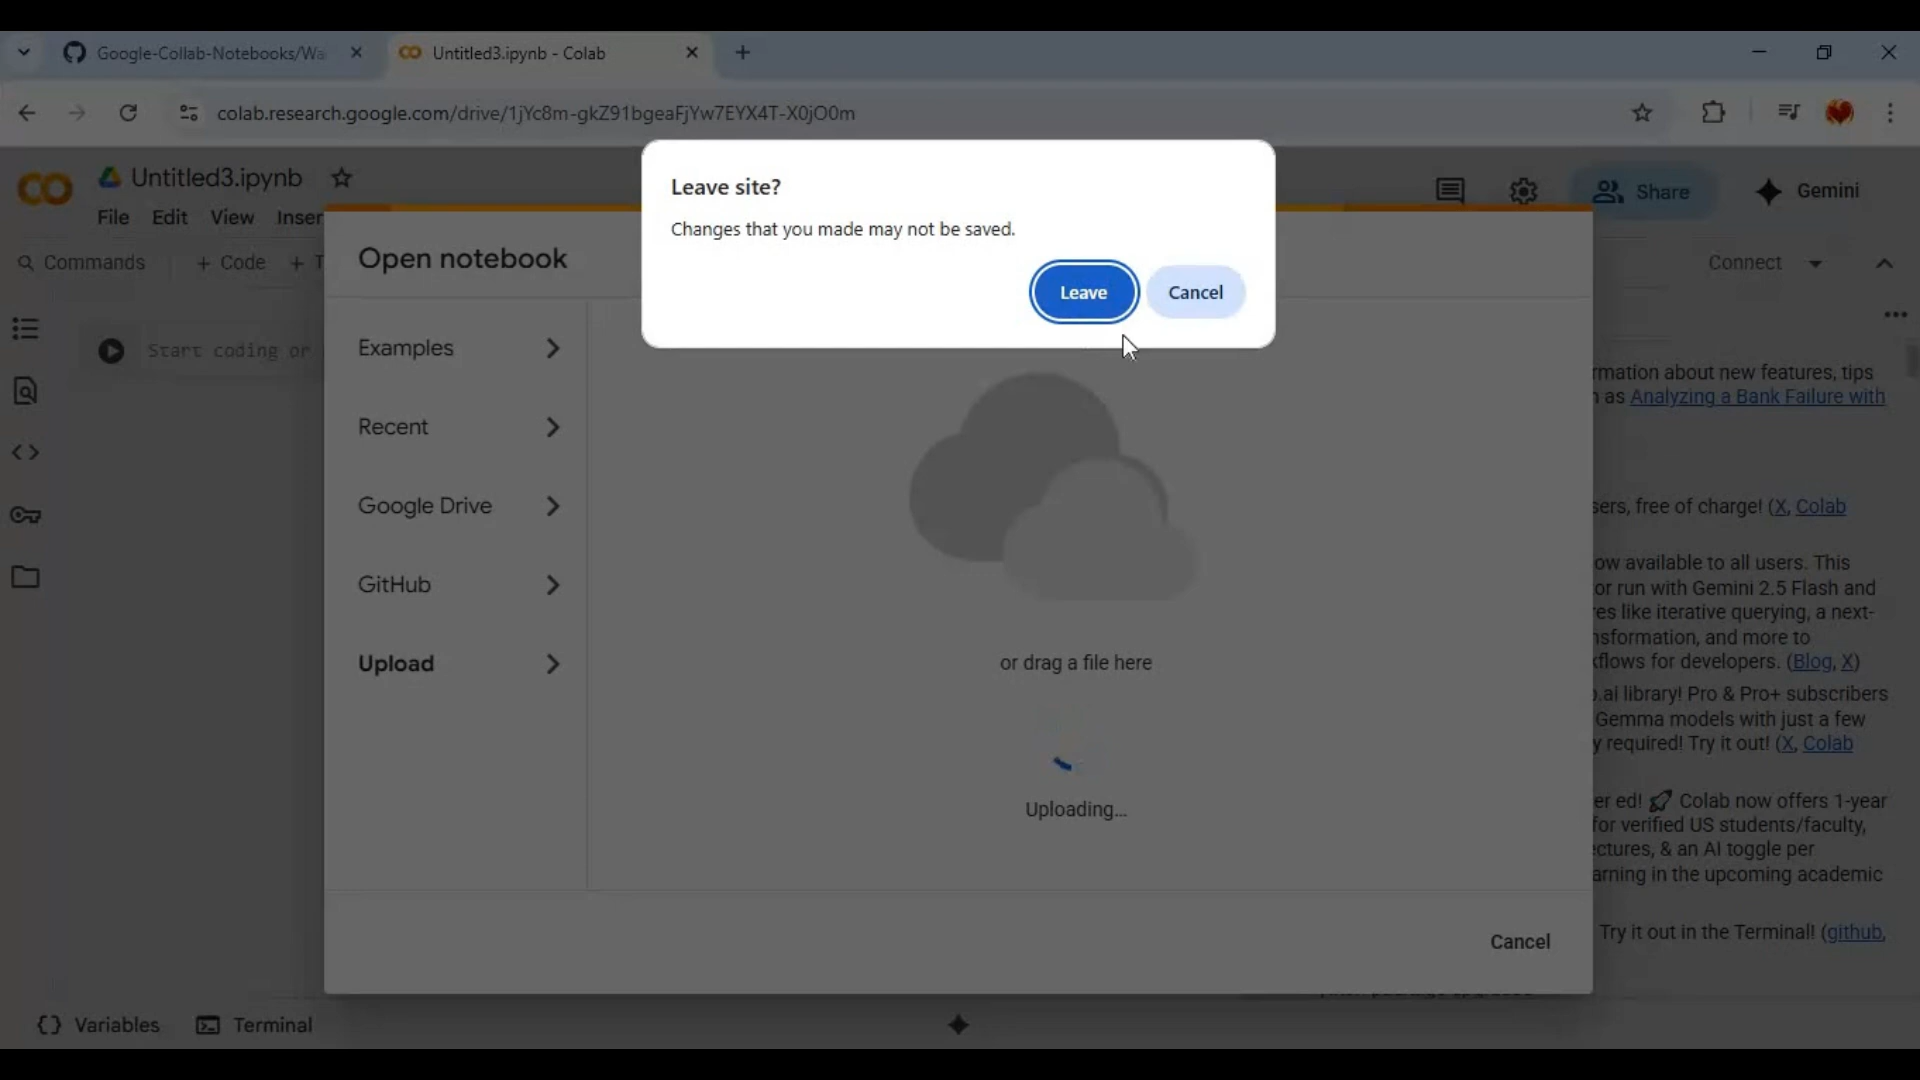 Google-Collab-Notebooks/Wa
Untitled3.ipynb - Colab
colab.research.google.com/drive/1jYc8m-gkZ91bgeaFjYw7EYX4T-X0jO0m
Leave site?
Changes that you made may not be saved.
Leave
Cancel
Untitled3.ipynb
Share
Gemini
File
Edit
View
Inser
Commands
+ Code
+ T
Connect
Start coding or
Open notebook
Examples
Recent
Google Drive
GitHub
Upload
or drag a file here
Uploading...
Cancel
rmation about new features, tips
as Analyzing a Bank Failure with
sers, free of charge! (X, Colab
ow available to all users. This
or run with Gemini 2.5 Flash and
res like iterative querying, a next-
nsformation, and more to
kflows for developers. (Blog, X)
.ai library! Pro & Pro+ subscribers
Gemma models with just a few
y required! Try it out! (X, Colab
er ed! 🚀 Colab now offers 1-year
for verified US students/faculty,
ectures, & an AI toggle per
arning in the upcoming academic
Try it out in the Terminal! (github,
Variables
Terminal